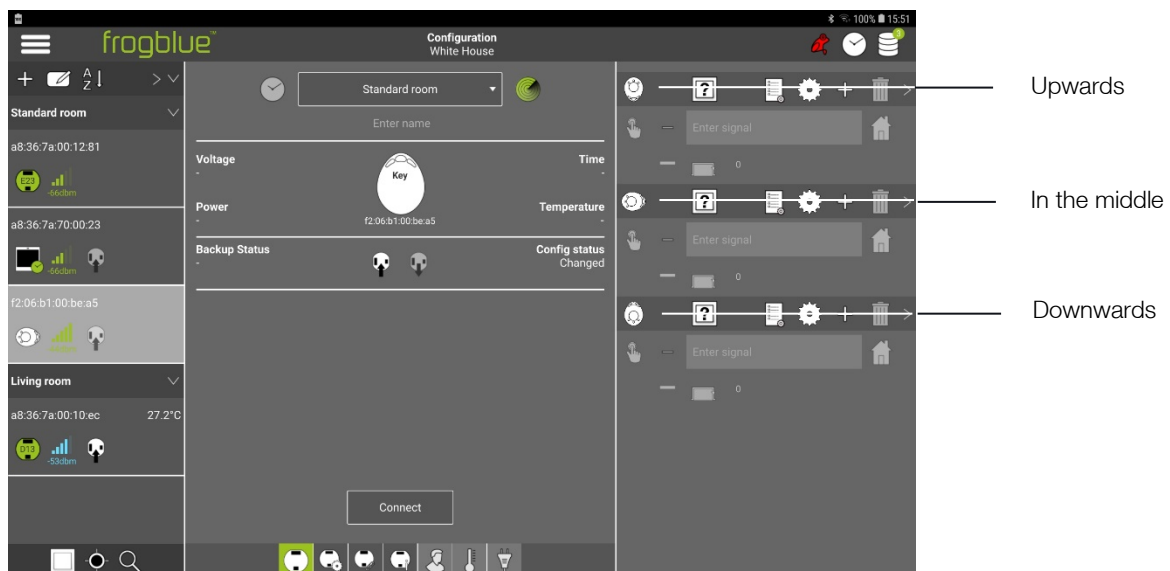 100% 15:51
frogblue™
Configuration
White House
3
A
Z
Standard room
a8:36:7a:00:12:81
E23
-66dbm
a8:36:7a:70:00:23
-66dbm
f2:06:b1:00:be:a5
Living room
a8:36:7a:00:10:ec 27.2°C
D13
-53dbm
Standard room
Enter name
Voltage
-
Time
-
Key
Power
-
Temperature
-
f2:06:b1:00:be:a5
Backup Status
-
Config status
Changed
Connect
?
Enter signal
0
?
Enter signal
0
?
Enter signal
0
Upwards
In the middle
Downwards